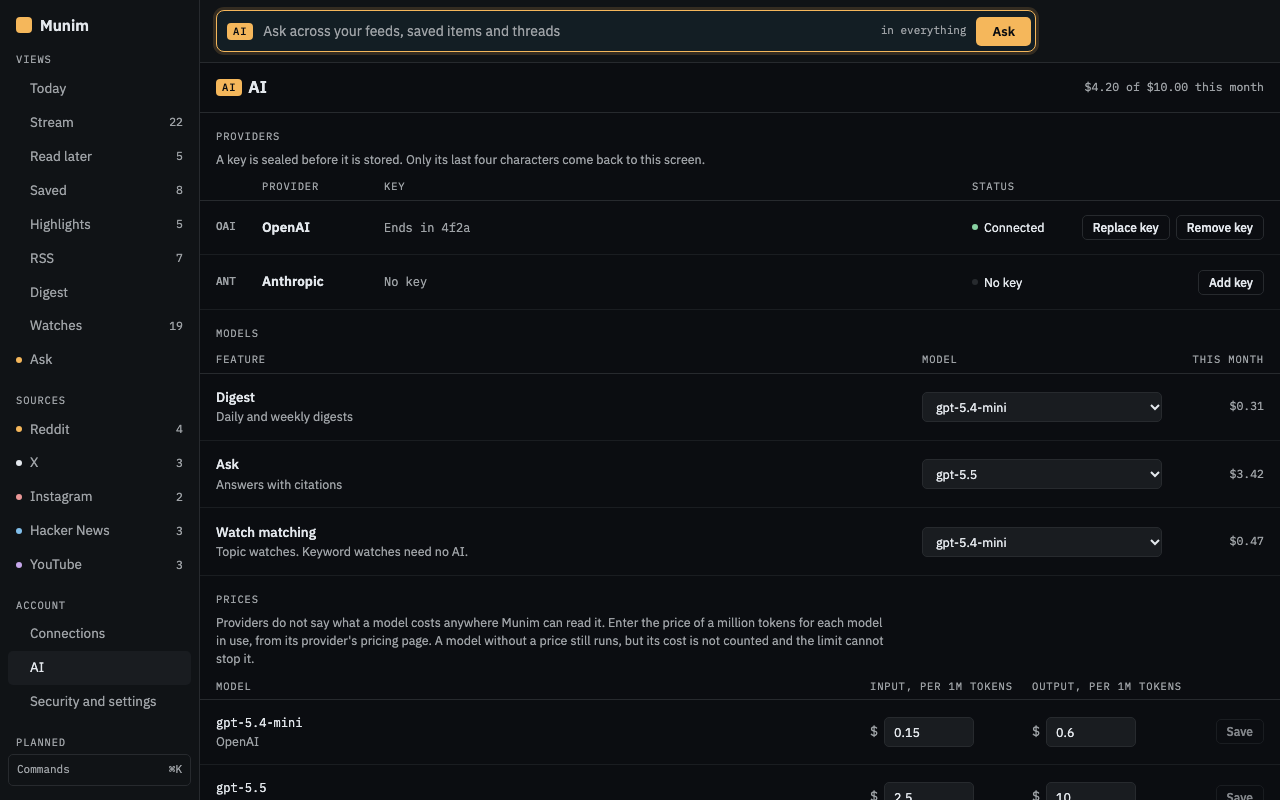 Munim
VIEWS
Today
Stream 22
Read later 5
Saved 8
Highlights 5
RSS 7
Digest
Watches 19
Ask
SOURCES
Reddit 4
X 3
Instagram 2
Hacker News 3
YouTube 3
ACCOUNT
Connections
AI
Security and settings
PLANNED
Commands ⌘K
AI Ask across your feeds, saved items and threads in everything Ask
AI AI $4.20 of $10.00 this month
PROVIDERS
A key is sealed before it is stored. Only its last four characters come back to this screen.
PROVIDER KEY STATUS
OAI OpenAI Ends in 4f2a Connected Replace key Remove key
ANT Anthropic No key No key Add key
MODELS
FEATURE MODEL THIS MONTH
Digest
Daily and weekly digests
gpt-5.4-mini $0.31
Ask
Answers with citations
gpt-5.5 $3.42
Watch matching
Topic watches. Keyword watches need no AI.
gpt-5.4-mini $0.47
PRICES
Providers do not say what a model costs anywhere Munim can read it. Enter the price of a million tokens for each model
in use, from its provider's pricing page. A model without a price still runs, but its cost is not counted and the limit cannot
stop it.
MODEL INPUT, PER 1M TOKENS OUTPUT, PER 1M TOKENS
gpt-5.4-mini
OpenAI
$ 0.15 $ 0.6 Save
gpt-5.5
$ 2.5 $ 10 Save